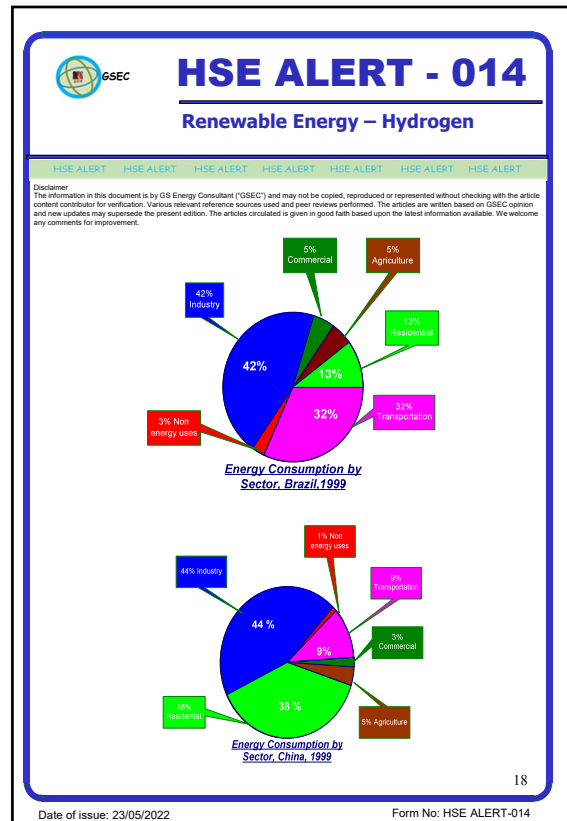 GSEC
HSE ALERT - 014
Renewable Energy – Hydrogen
HSE ALERT HSE ALERT HSE ALERT HSE ALERT HSE ALERT HSE ALERT HSE ALERT
Disclaimer
The information in this document is by GS Energy Consultant ("GSEC") and may not be copied, reproduced or represented without checking with the article
content contributor for verification. Various relevant reference sources used and peer reviews performed. The articles are written based on GSEC opinion
and new updates may supersede the present edition. The articles circulated is given in good faith based upon the latest information available. We welcome
any comments for improvement.
5%
Commercial
5%
Agriculture
42%
Industry
13%
Residential
42%
13%
32%
32%
Transportation
3% Non
energy uses
Energy Consumption by
Sector, Brazil,1999
1% Non
energy uses
44% Industry
9%
Transportation
44 %
3%
Commercial
9%
38%
Residential
38 %
5% Agriculture
Energy Consumption by
Sector, China, 1999
18
Date of issue: 23/05/2022
Form No: HSE ALERT-014